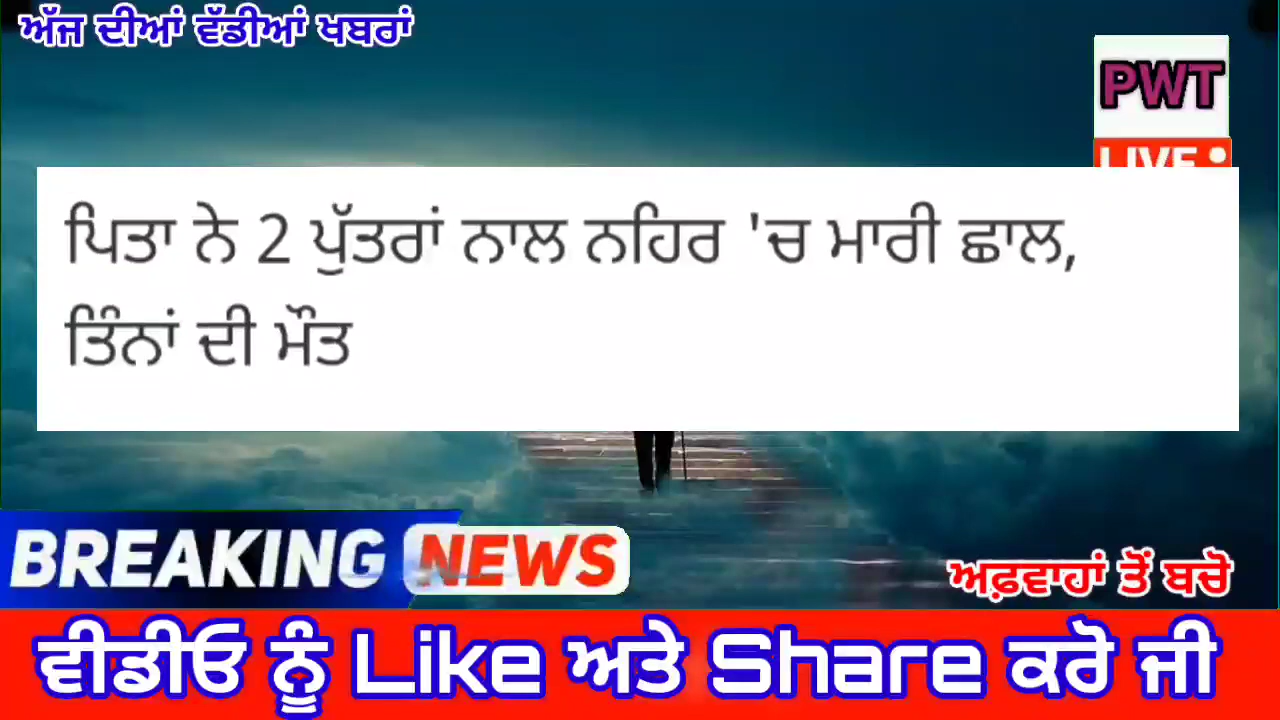 ਅੱਜ ਦੀਆਂ ਵੱਡੀਆਂ ਖਬਰਾਂ
PWT
LIVE
ਪਿਤਾ ਨੇ 2 ਪੁੱਤਰਾਂ ਨਾਲ ਨਹਿਰ 'ਚ ਮਾਰੀ ਛਾਲ,
ਤਿੰਨਾਂ ਦੀ ਮੌਤ
BREAKING NEWS
ਅਫ਼ਵਾਹਾਂ ਤੋਂ ਬਚੋ
ਵੀਡੀਓ ਨੂੰ Like ਅਤੇ Share ਕਰੋ ਜੀ